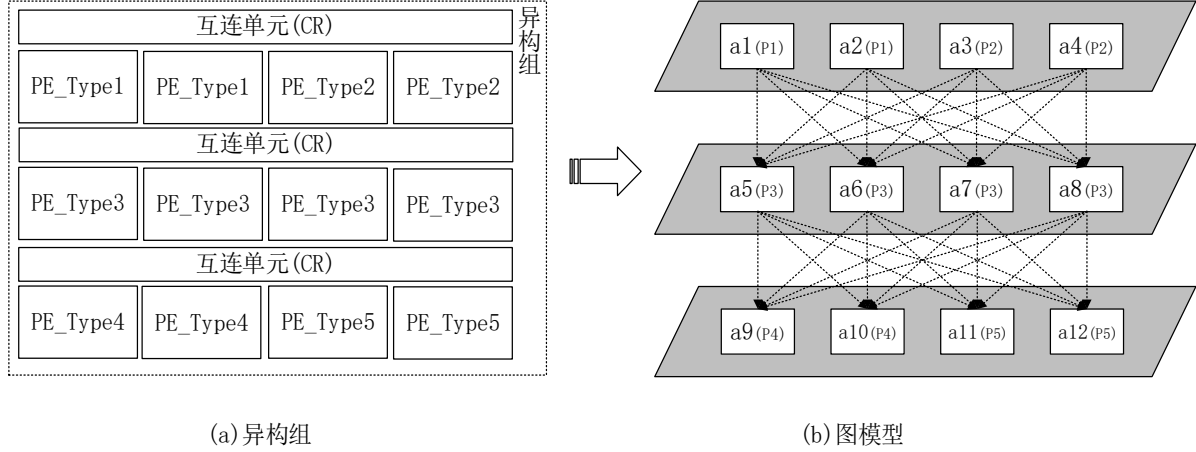 互连单元(CR)
异构组
PE_Type1 PE_Type1 PE_Type2 PE_Type2
互连单元(CR)
PE_Type3 PE_Type3 PE_Type3 PE_Type3
互连单元(CR)
PE_Type4 PE_Type4 PE_Type5 PE_Type5
(a)异构组
a1(P1) a2(P1) a3(P2) a4(P2)
a5(P3) a6(P3) a7(P3) a8(P3)
a9(P4) a10(P4) a11(P5) a12(P5)
(b)图模型